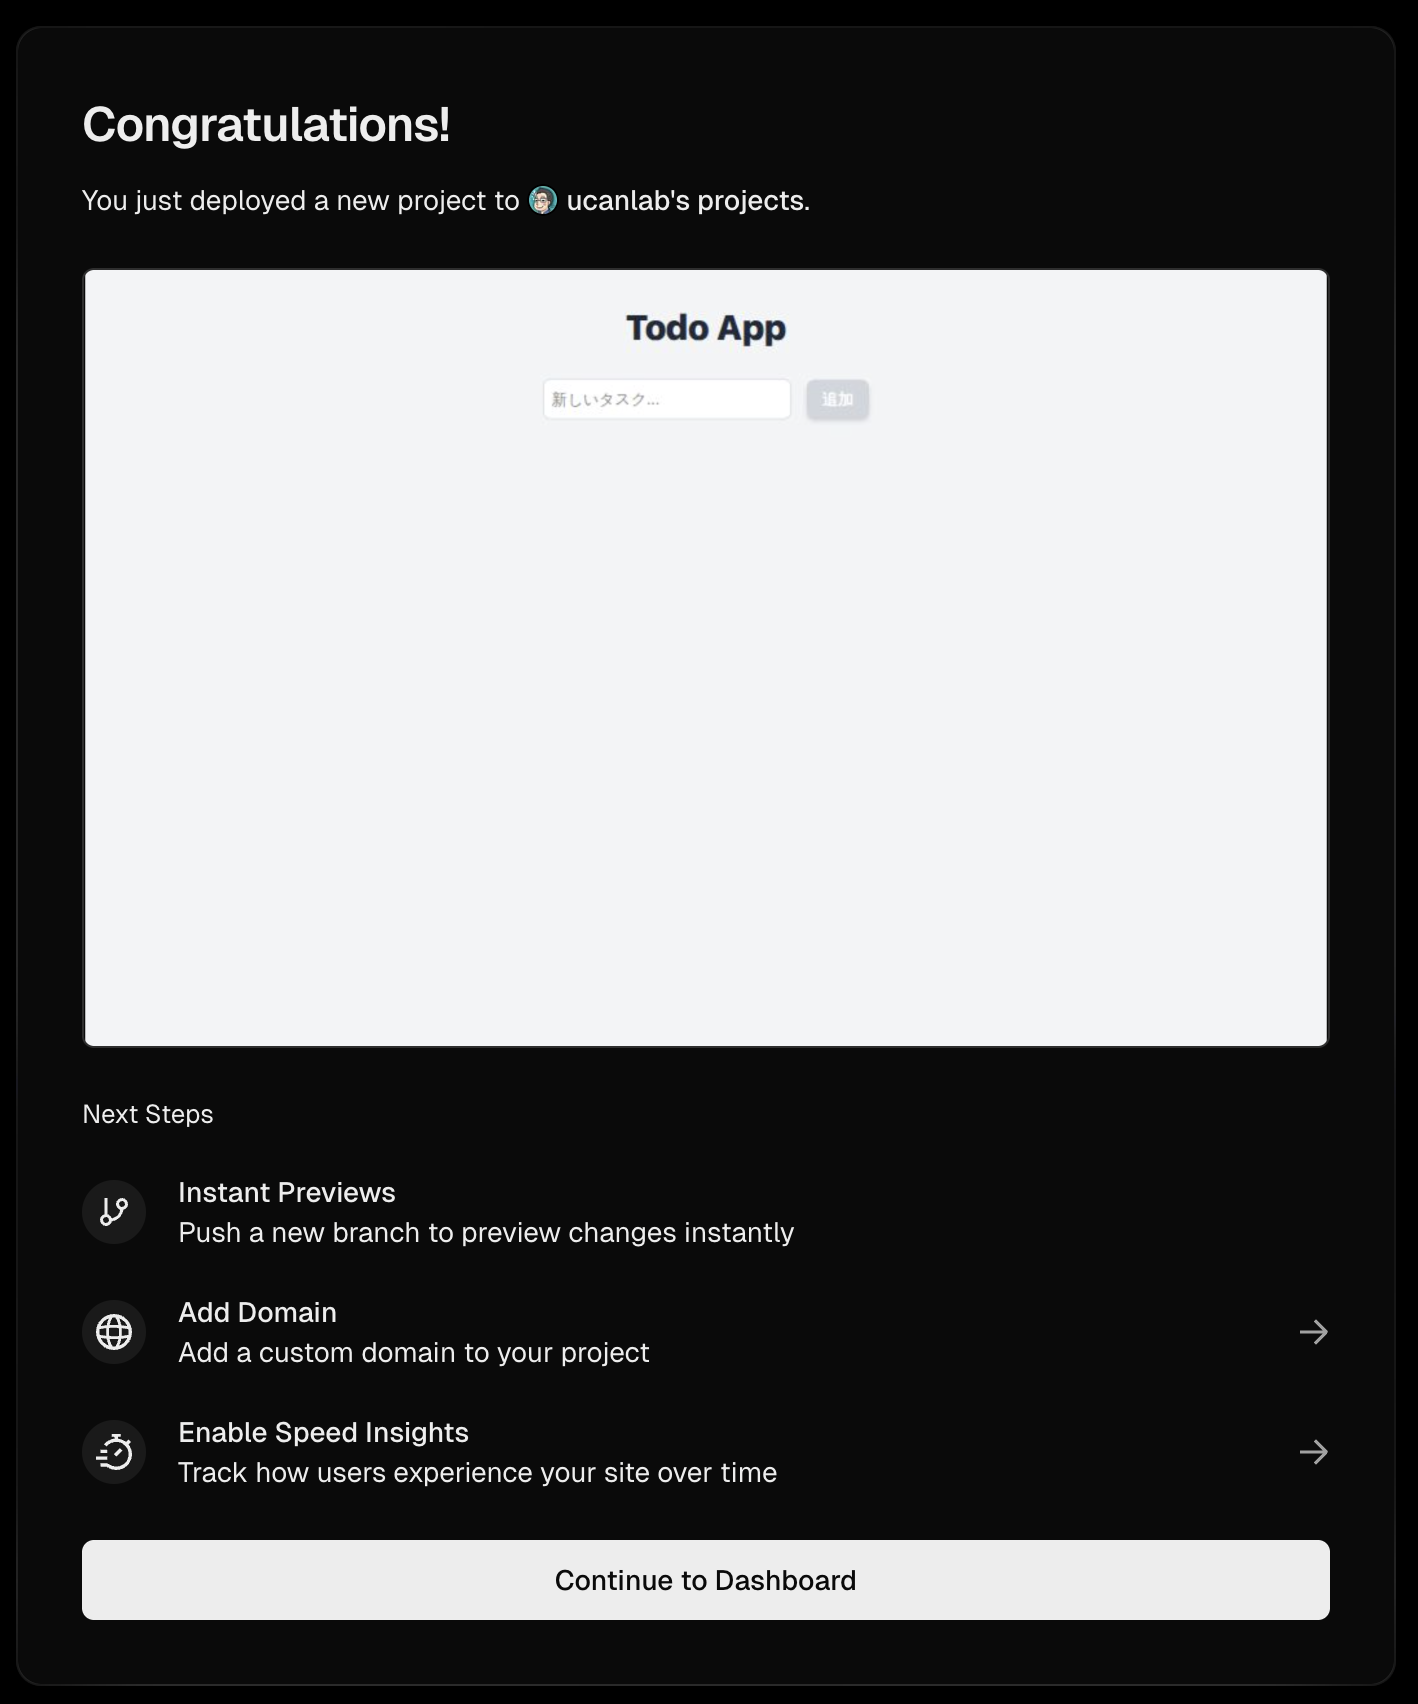 Congratulations!
You just deployed a new project to ucanlab's projects.
Todo App
新しいタスク...
追加
Next Steps
Instant Previews
Push a new branch to preview changes instantly
Add Domain
Add a custom domain to your project
Enable Speed Insights
Track how users experience your site over time
Continue to Dashboard